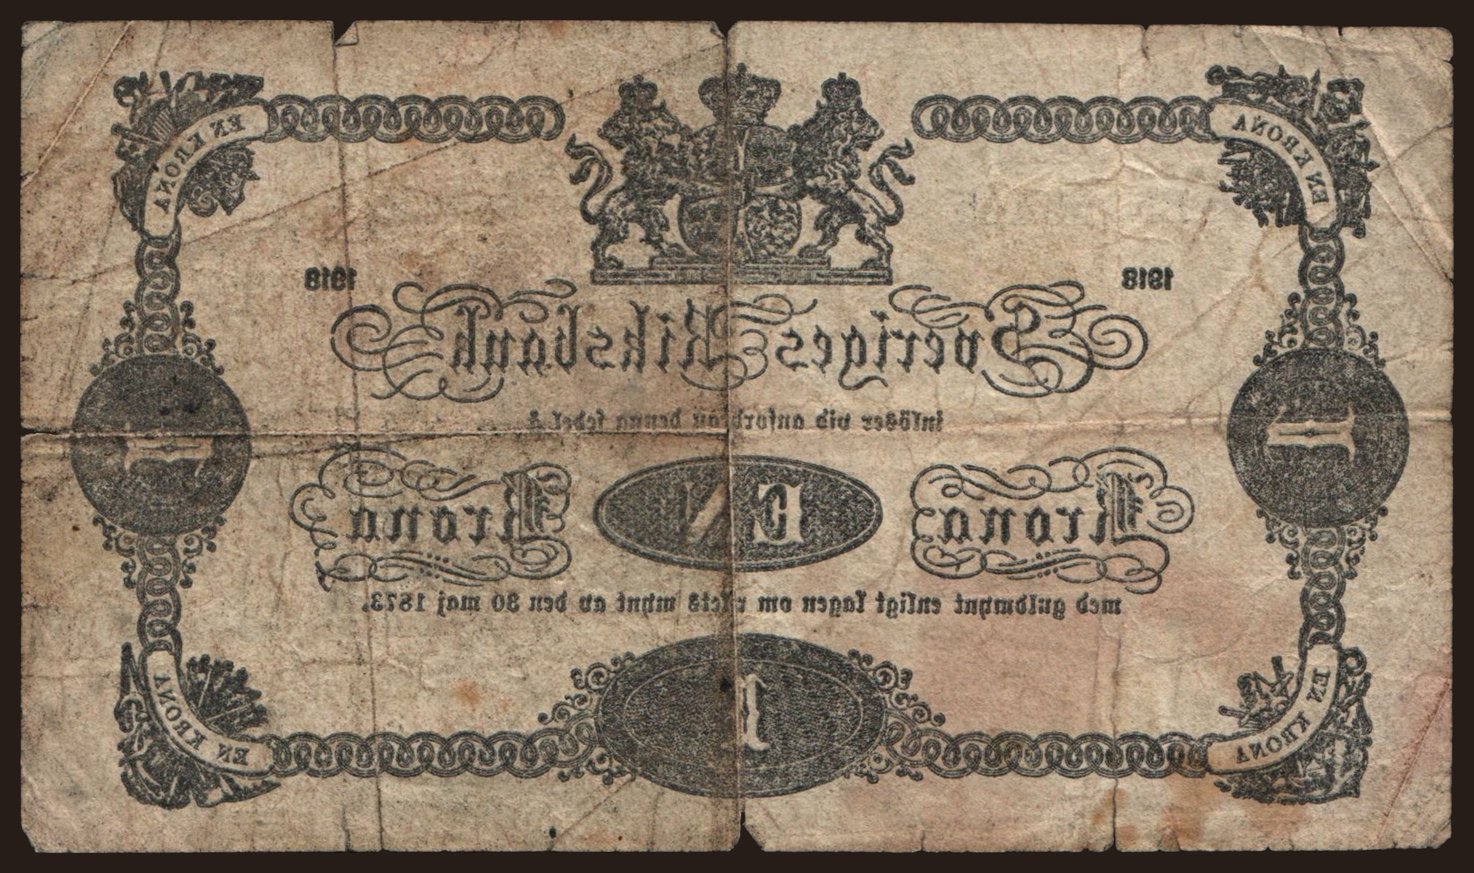 EN KRONA
EN KRONA
1918 1918
Sveriges Riksbank
inlöser vid anfordran denna sedel å
1 1
Krona EN Krona
med guldmynt enligt lagen om rikets mynt av den 30 maj 1873.
1
EN KRONA
EN KRONA